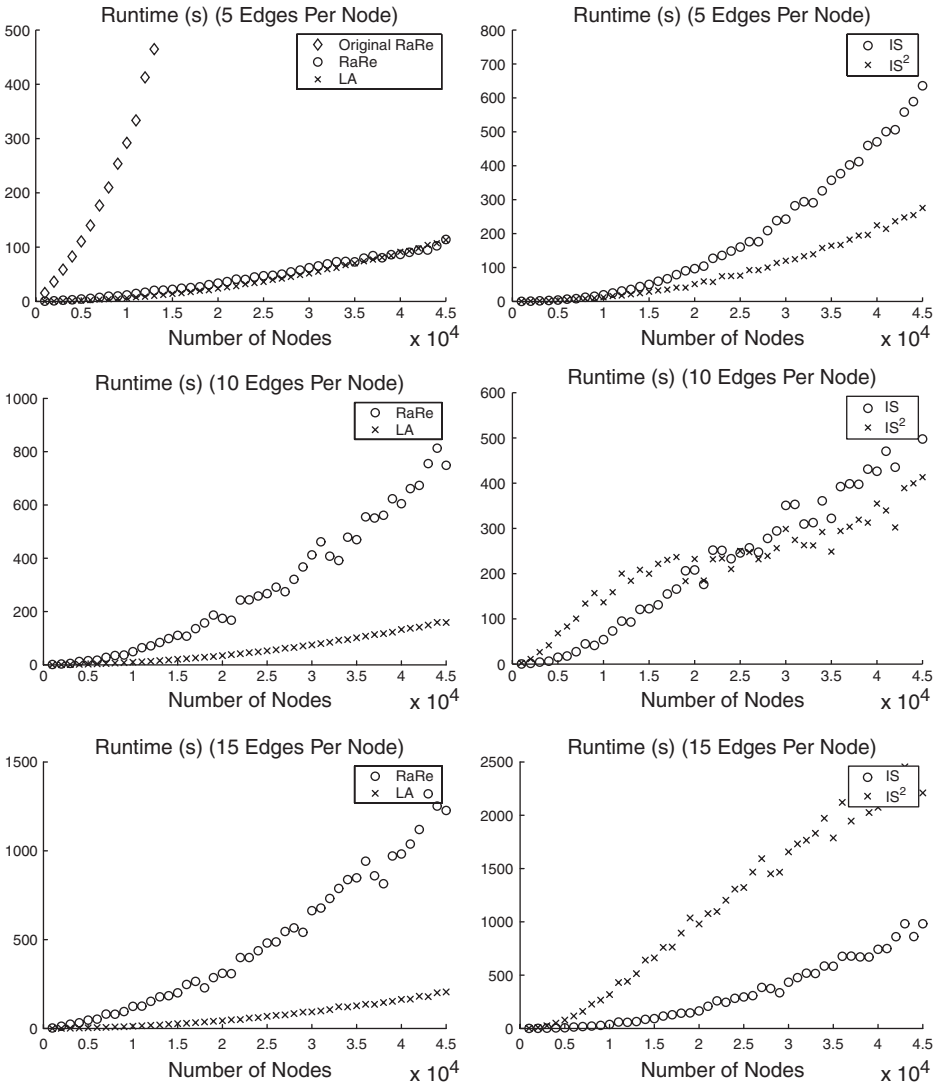 Runtime (s) (5 Edges Per Node)
500
400
300
200
100
0
Original RaRe
RaRe
LA
0 0.5 1 1.5 2 2.5 3 3.5 4 4.5
Number of Nodes
x 10^4
Runtime (s) (5 Edges Per Node)
800
700
600
500
400
300
200
100
0
IS
IS^2
0 0.5 1 1.5 2 2.5 3 3.5 4 4.5
Number of Nodes
x 10^4
Runtime (s) (10 Edges Per Node)
1000
800
600
400
200
0
RaRe
LA
0 0.5 1 1.5 2 2.5 3 3.5 4 4.5
Number of Nodes
x 10^4
Runtime (s) (10 Edges Per Node)
600
500
400
300
200
100
0
IS
IS^2
0 0.5 1 1.5 2 2.5 3 3.5 4 4.5
Number of Nodes
x 10^4
Runtime (s) (15 Edges Per Node)
1500
1000
500
0
RaRe
LA
0 0.5 1 1.5 2 2.5 3 3.5 4 4.5
Number of Nodes
x 10^4
Runtime (s) (15 Edges Per Node)
2500
2000
1500
1000
500
0
IS
IS^2
0 0.5 1 1.5 2 2.5 3 3.5 4 4.5
Number of Nodes
x 10^4